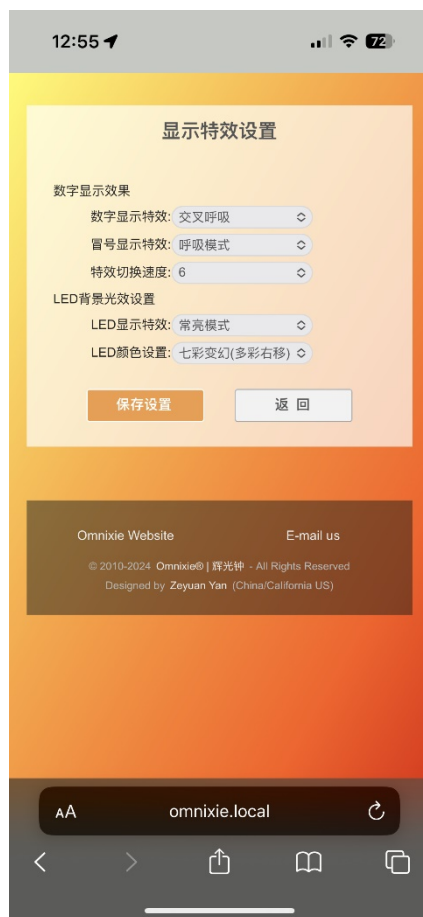 12:55
72
显示特效设置
数字显示效果
数字显示特效: 交叉呼吸
冒号显示特效: 呼吸模式
特效切换速度: 6
LED背景光效设置
LED显示特效: 常亮模式
LED颜色设置: 七彩变幻(多彩右移)
保存设置 返 回
Omnixie Website E-mail us
© 2010-2024 Omnixie® | 辉光钟 - All Rights Reserved
Designed by Zeyuan Yan (China/California US)
AA omnixie.local